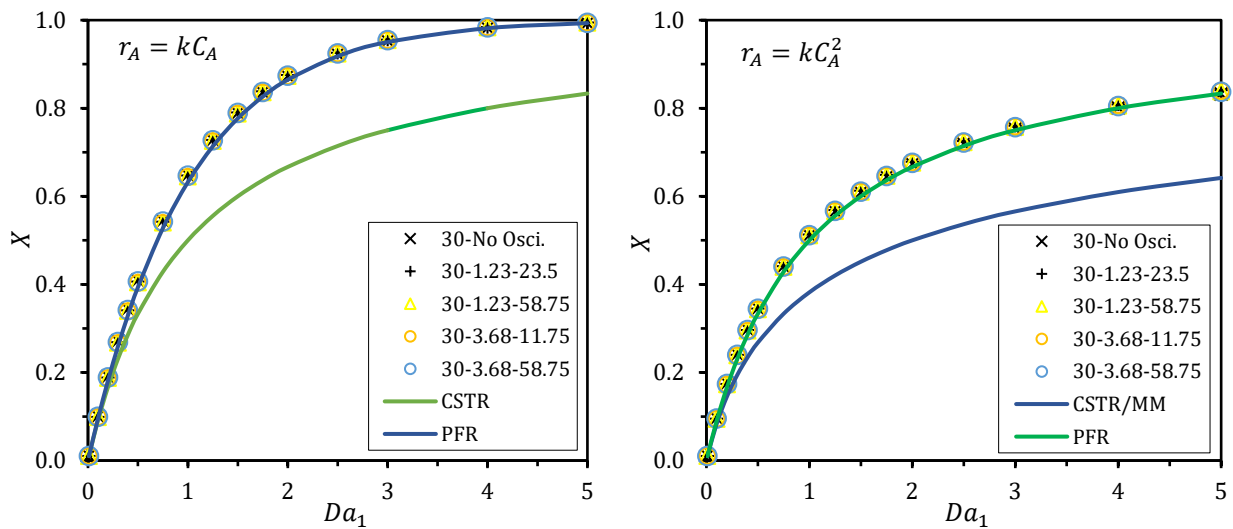 1.0
0.8
0.6
0.4
0.2
0.0
X
r_A = kC_A
30-No Osci.
30-1.23-23.5
30-1.23-58.75
30-3.68-11.75
30-3.68-58.75
CSTR
PFR
0 1 2 3 4 5
Da₁
1.0
0.8
0.6
0.4
0.2
0.0
X
r_A = kC_A^2
30-No Osci.
30-1.23-23.5
30-1.23-58.75
30-3.68-11.75
30-3.68-58.75
CSTR/MM
PFR
0 1 2 3 4 5
Da₁